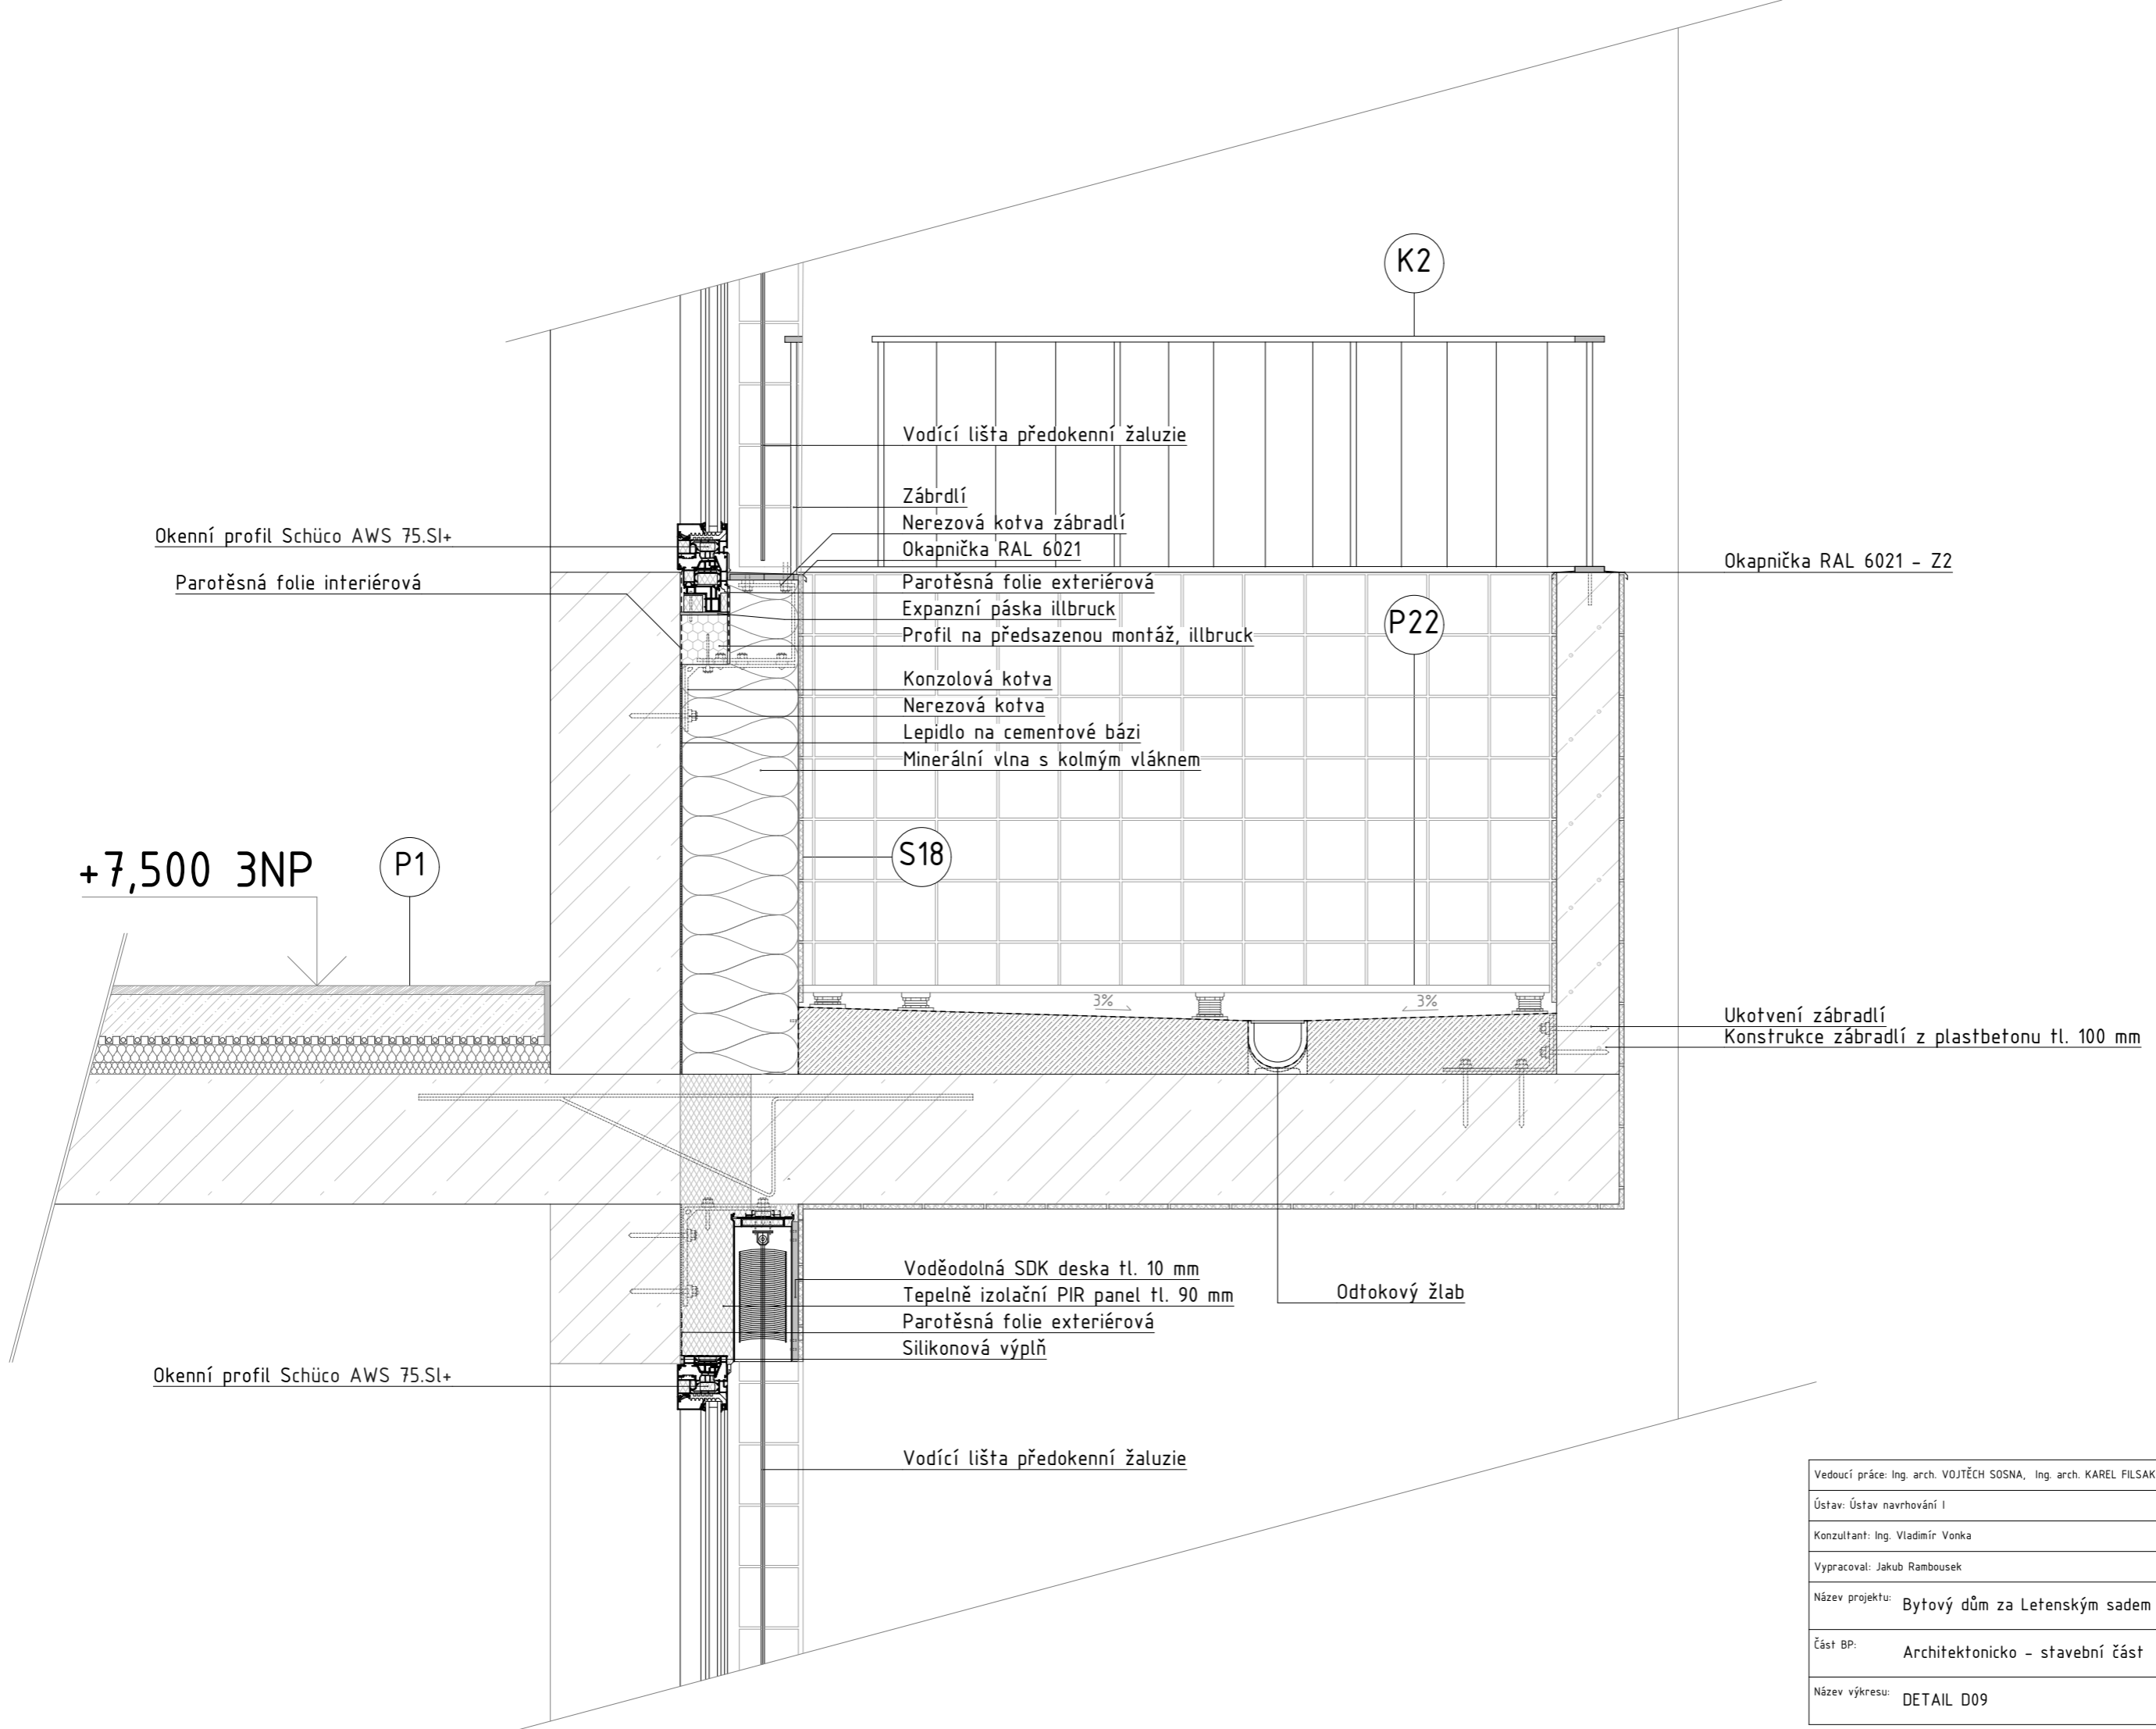 K2
Vodící lišta předokenní žaluzie
Zábrdlí
Nerezová kotva zábradlí
Okapnička RAL 6021
Okenní profil Schüco AWS 75.SI+
Parotěsná folie interiérová
Okapnička RAL 6021 - Z2
Parotěsná folie exteriérová
Expanzní páska illbruck
Profil na předsazenou montáž, illbruck
P22
Konzolová kotva
Nerezová kotva
Lepidlo na cementové bázi
Minerální vlna s kolmým vláknem
+7,500 3NP
P1
S18
3%
3%
Ukotvení zábradlí
Konstrukce zábradlí z plastbetonu tl. 100 mm
Voděodolná SDK deska tl. 10 mm
Tepelně izolační PIR panel tl. 90 mm
Parotěsná folie exteriérová
Silikonová výplň
Odtokový žlab
Okenní profil Schüco AWS 75.SI+
Vodící lišta předokenní žaluzie
Vedoucí práce: Ing. arch. VOJTĚCH SOSNA, Ing. arch. KAREL FILSAK
Ústav: Ústav navrhování I
Konzultant: Ing. Vladimír Vonka
Vypracoval: Jakub Rambousek
Název projektu: Bytový dům za Letenským sadem
Část BP: Architektonicko - stavební část
Název výkresu: DETAIL D09